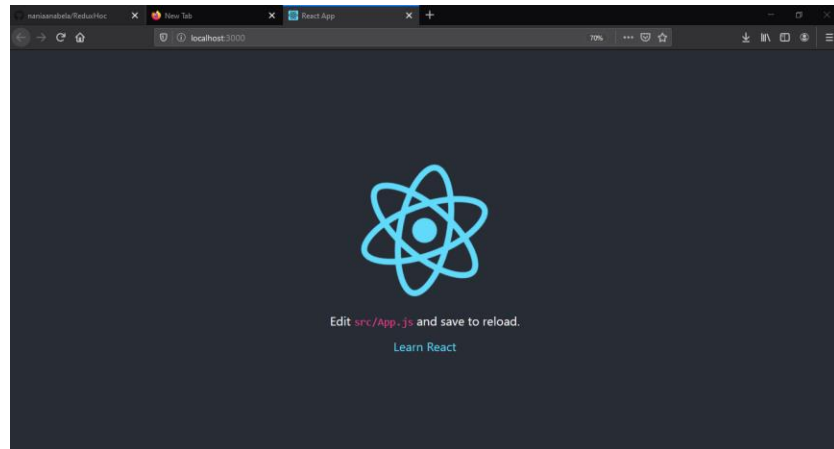 naniaanabela/ReduxHoc
New Tab
React App
localhost:3000
70%
Edit src/App.js and save to reload.
Learn React